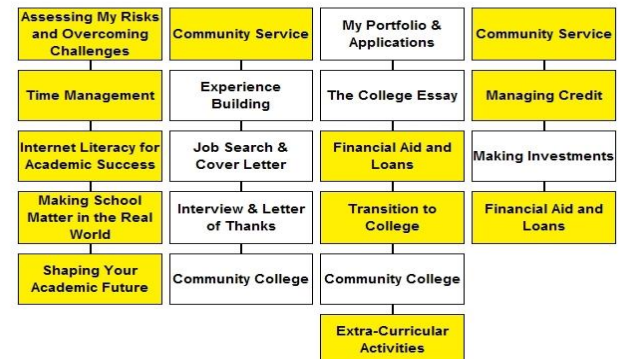 Assessing My Risks
and Overcoming
Challenges
Time Management
Internet Literacy for
Academic Success
Making School
Matter in the Real
World
Shaping Your
Academic Future
Community Service
Experience
Building
Job Search &
Cover Letter
Interview & Letter
of Thanks
Community College
My Portfolio &
Applications
The College Essay
Financial Aid and
Loans
Transition to
College
Community College
Extra-Curricular
Activities
Community Service
Managing Credit
Making Investments
Financial Aid and
Loans